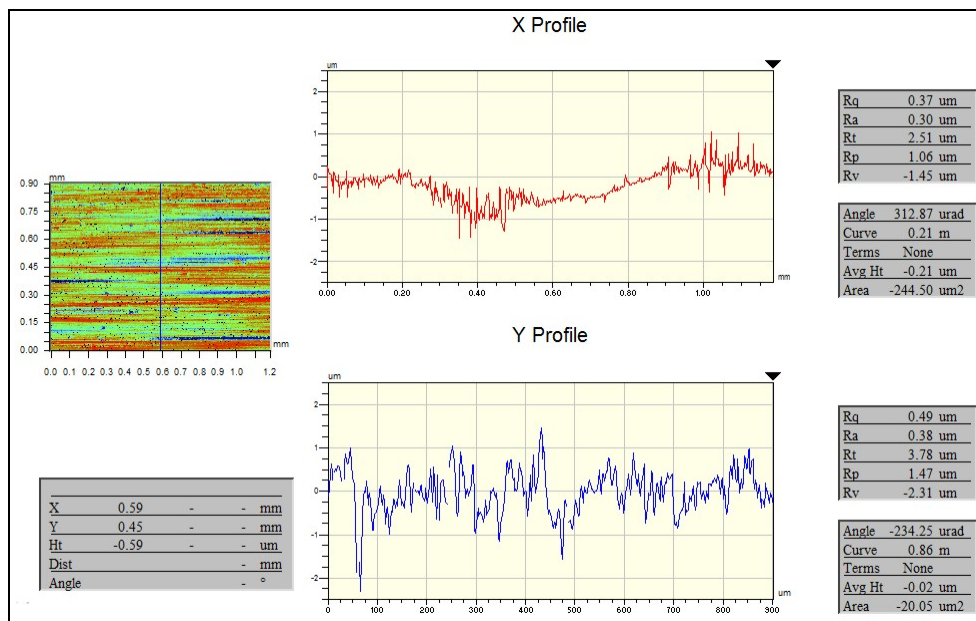 X Profile
um
2
1
0
-1
-2
mm
0.00 0.20 0.40 0.60 0.80 1.00
Rq 0.37 um
Ra 0.30 um
Rt 2.51 um
Rp 1.06 um
Rv -1.45 um
Angle 312.87 urad
Curve 0.21 m
Terms None
Avg Ht -0.21 um
Area -244.50 um2
mm
0.90
0.75
0.60
0.45
0.30
0.15
0.00
mm
0.0 0.1 0.2 0.3 0.4 0.5 0.6 0.7 0.8 0.9 1.0 1.2
Y Profile
um
2
1
0
-1
-2
um
0 100 200 300 400 500 600 700 800 900
Rq 0.49 um
Ra 0.38 um
Rt 3.78 um
Rp 1.47 um
Rv -2.31 um
Angle -234.25 urad
Curve 0.86 m
Terms None
Avg Ht -0.02 um
Area -20.05 um2
X 0.59 - - mm
Y 0.45 - - mm
Ht -0.59 - - um
Dist - mm
Angle - °